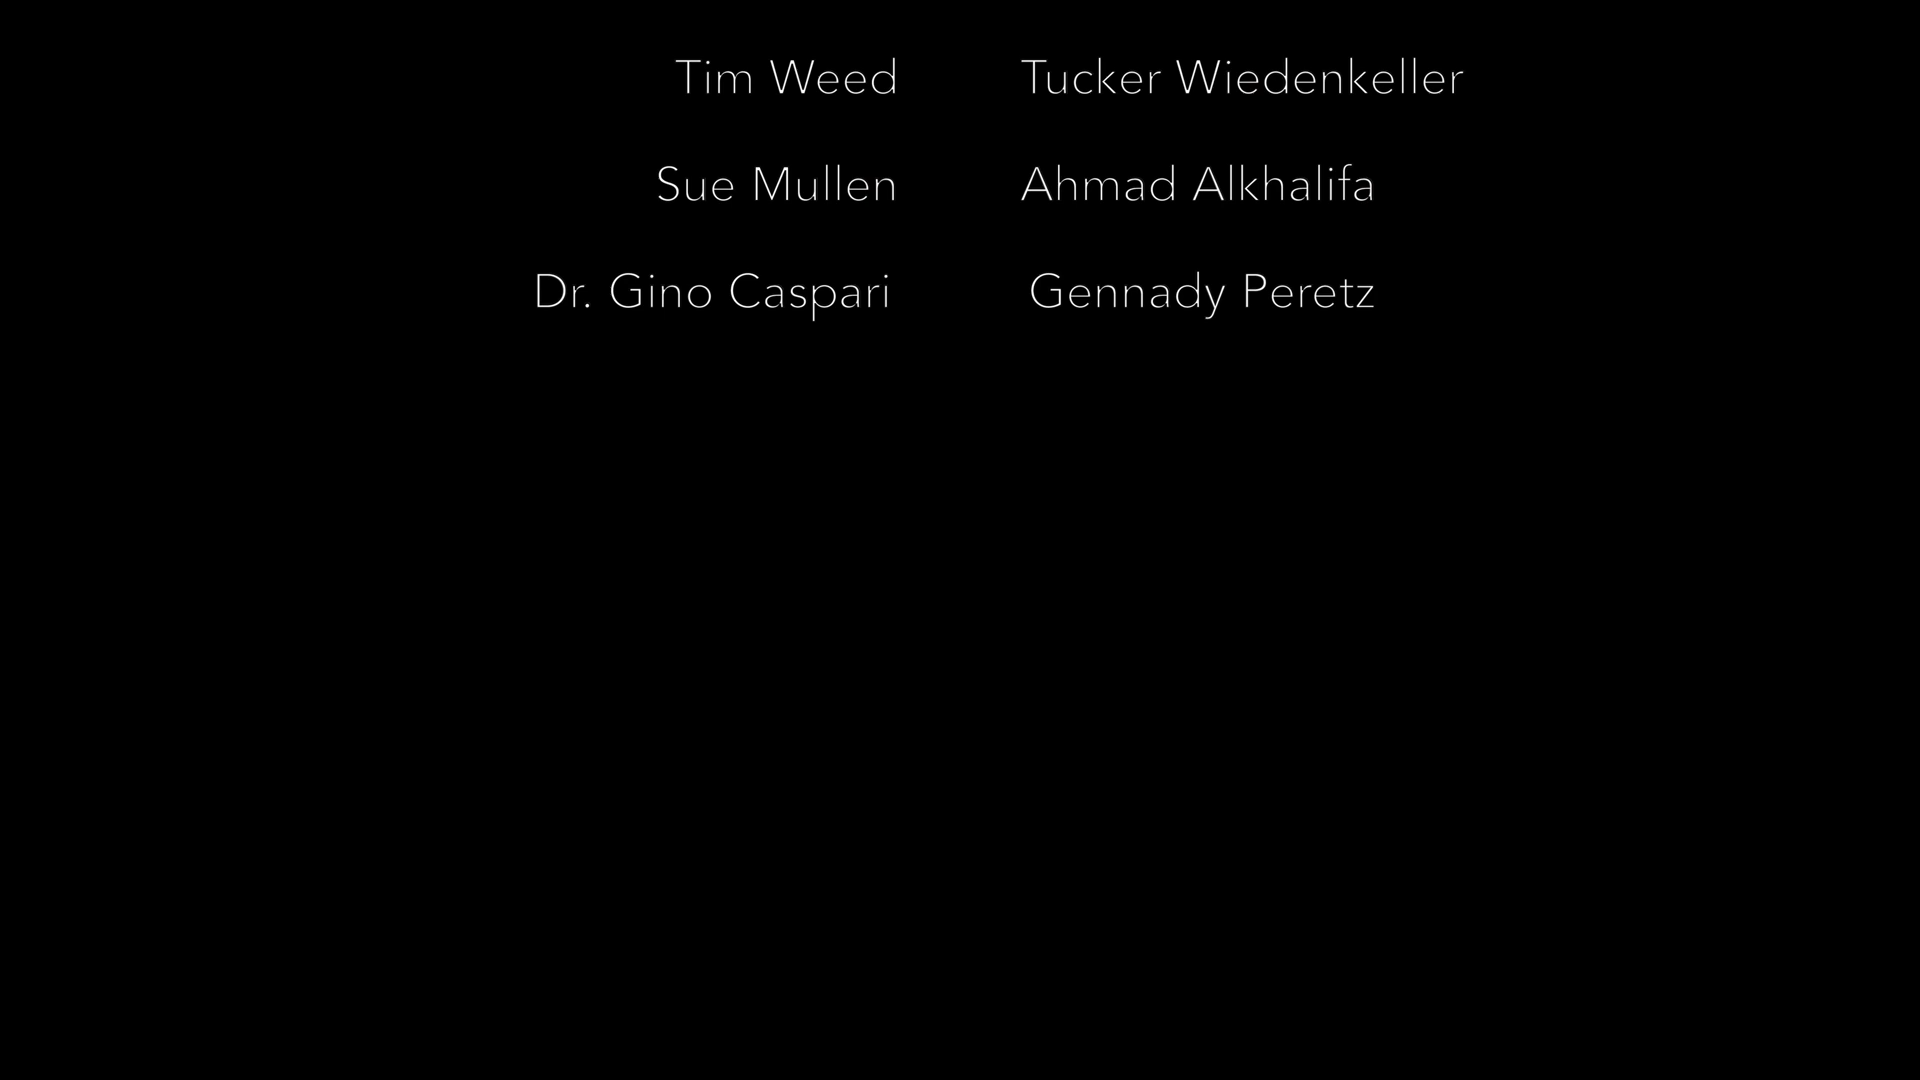 Tim Weed Tucker Wiedenkeller
Sue Mullen Ahmad Alkhalifa
Dr. Gino Caspari Gennady Peretz